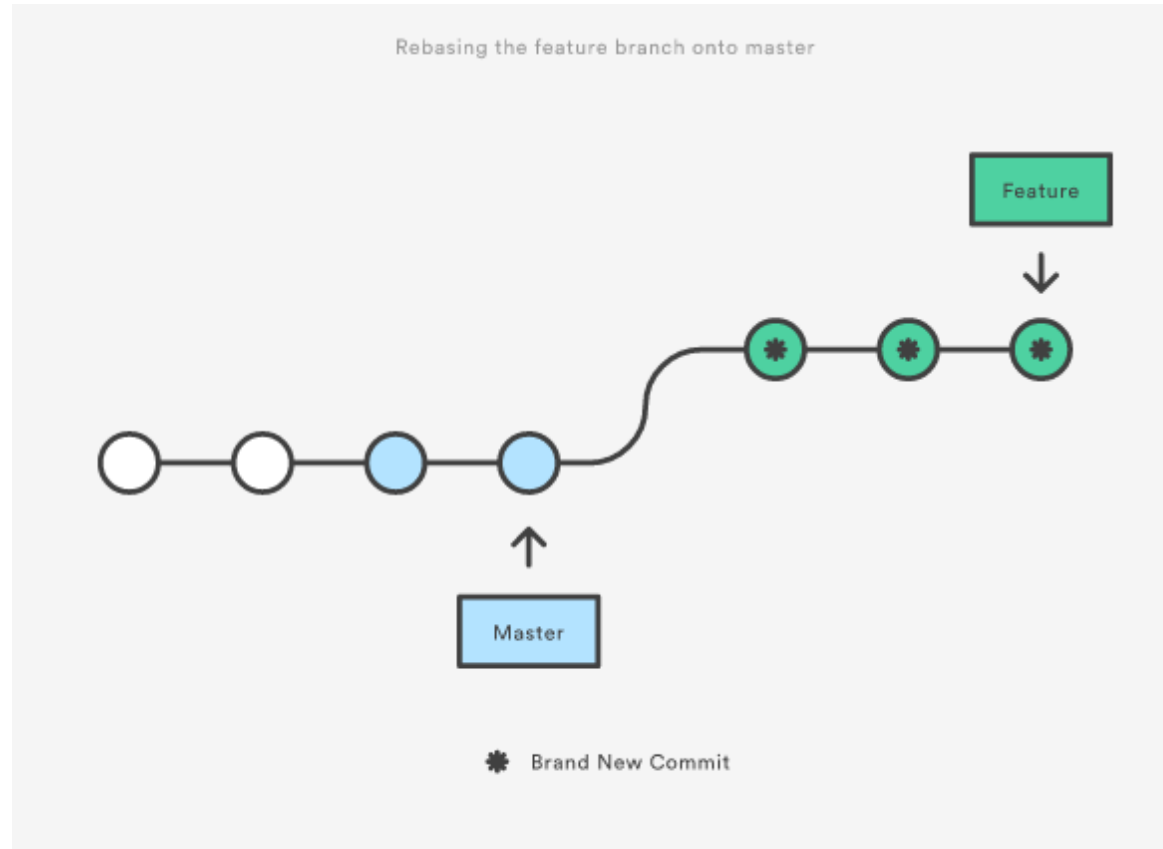 Rebasing the feature branch onto master
Feature
Master
Brand New Commit